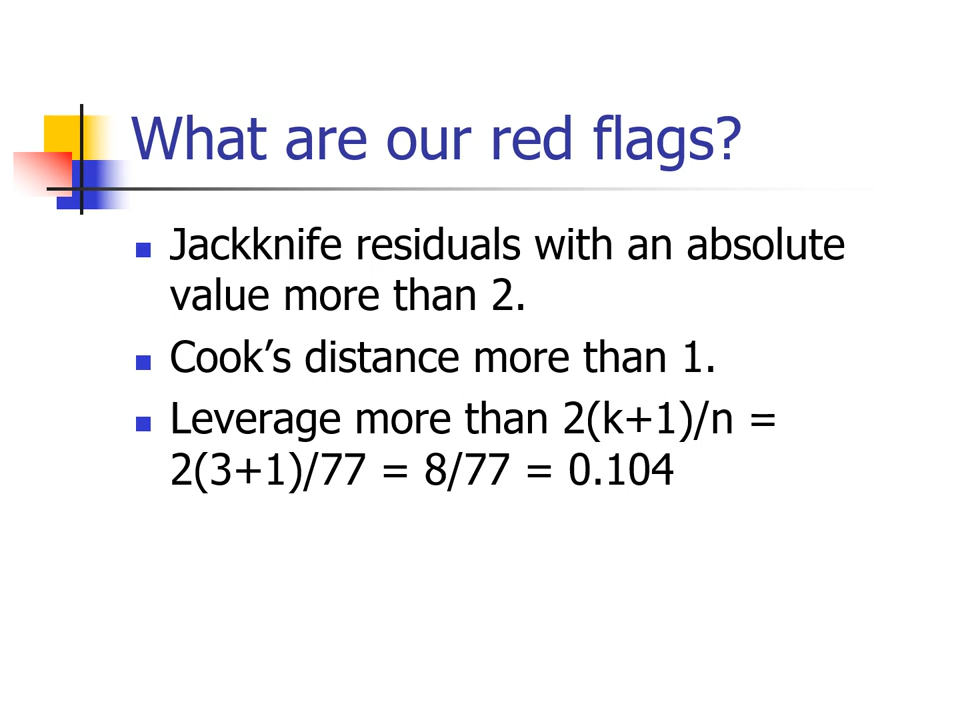 What are our red flags?
Jackknife residuals with an absolute
value more than 2.
Cook’s distance more than 1.
Leverage more than 2(k+1)/n =
2(3+1)/77 = 8/77 = 0.104